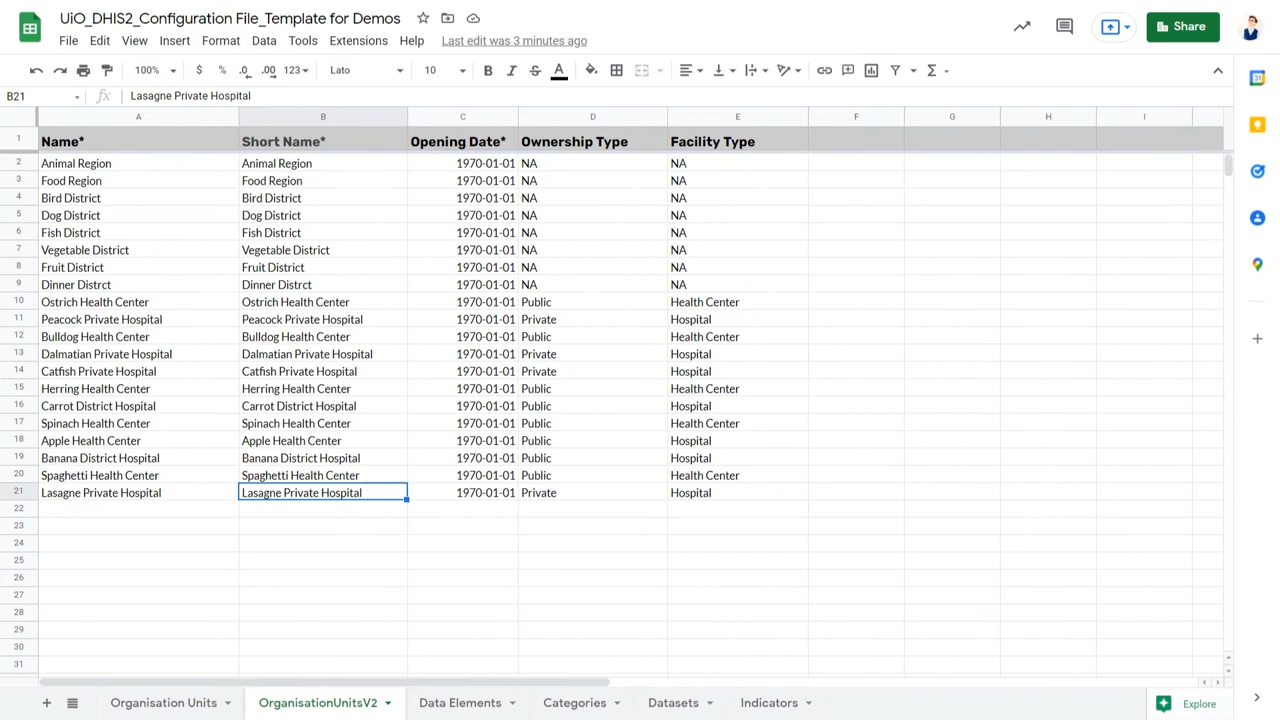 UiO_DHIS2_Configuration File_Template for Demos
File Edit View Insert Format Data Tools Extensions Help Last edit was 3 minutes ago
Share
100% $ % .0 .00 123 Lato 10 B I S A
B21 fx Lasagne Private Hospital
A B C D E F G H I
1 Name* Short Name* Opening Date* Ownership Type Facility Type
2 Animal Region Animal Region 1970-01-01 NA NA
3 Food Region Food Region 1970-01-01 NA NA
4 Bird District Bird District 1970-01-01 NA NA
5 Dog District Dog District 1970-01-01 NA NA
6 Fish District Fish District 1970-01-01 NA NA
7 Vegetable District Vegetable District 1970-01-01 NA NA
8 Fruit District Fruit District 1970-01-01 NA NA
9 Dinner Distrct Dinner Distrct 1970-01-01 NA NA
10 Ostrich Health Center Ostrich Health Center 1970-01-01 Public Health Center
11 Peacock Private Hospital Peacock Private Hospital 1970-01-01 Private Hospital
12 Bulldog Health Center Bulldog Health Center 1970-01-01 Public Health Center
13 Dalmatian Private Hospital Dalmatian Private Hospital 1970-01-01 Private Hospital
14 Catfish Private Hospital Catfish Private Hospital 1970-01-01 Private Hospital
15 Herring Health Center Herring Health Center 1970-01-01 Public Health Center
16 Carrot District Hospital Carrot District Hospital 1970-01-01 Public Hospital
17 Spinach Health Center Spinach Health Center 1970-01-01 Public Health Center
18 Apple Health Center Apple Health Center 1970-01-01 Public Hospital
19 Banana District Hospital Banana District Hospital 1970-01-01 Public Hospital
20 Spaghetti Health Center Spaghetti Health Center 1970-01-01 Public Health Center
21 Lasagne Private Hospital Lasagne Private Hospital 1970-01-01 Private Hospital
22
23
24
25
26
27
28
29
30
31
Organisation Units OrganisationUnitsV2 Data Elements Categories Datasets Indicators Explore